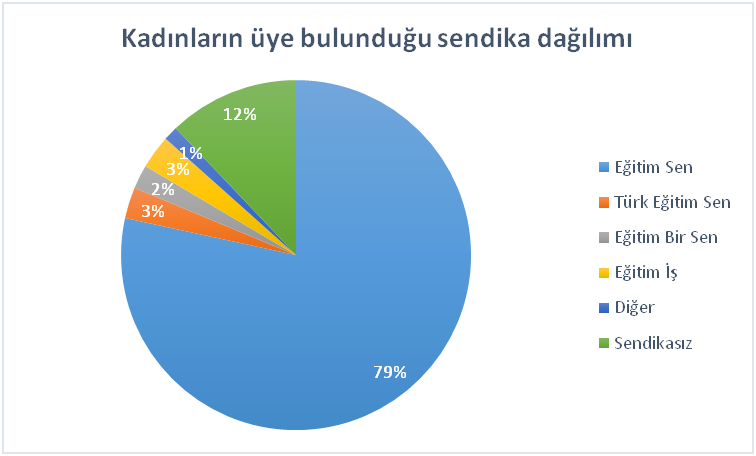 Kadınların üye bulunduğu sendika dağılımı
12%
1%
3%
2%
3%
79%
Eğitim Sen
Türk Eğitim Sen
Eğitim Bir Sen
Eğitim İş
Diğer
Sendikasız